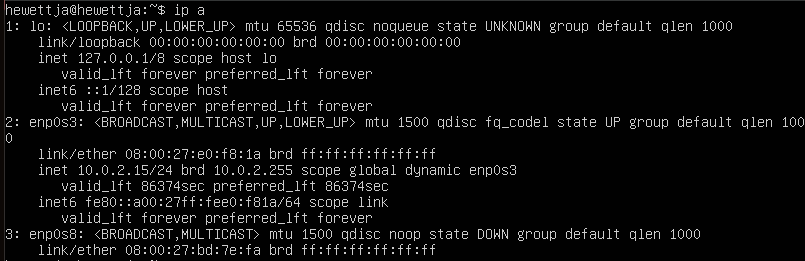 hewettja@hewettja:~$ ip a
1: lo: <LOOPBACK,UP,LOWER_UP> mtu 65536 qdisc noqueue state UNKNOWN group default qlen 1000
    link/loopback 00:00:00:00:00:00 brd 00:00:00:00:00:00
    inet 127.0.0.1/8 scope host lo
       valid_lft forever preferred_lft forever
    inet6 ::1/128 scope host
       valid_lft forever preferred_lft forever
2: enp0s3: <BROADCAST,MULTICAST,UP,LOWER_UP> mtu 1500 qdisc fq_codel state UP group default qlen 100
0
    link/ether 08:00:27:e0:f8:1a brd ff:ff:ff:ff:ff:ff
    inet 10.0.2.15/24 brd 10.0.2.255 scope global dynamic enp0s3
       valid_lft 86374sec preferred_lft 86374sec
    inet6 fe80::a00:27ff:fee0:f81a/64 scope link
       valid_lft forever preferred_lft forever
3: enp0s8: <BROADCAST,MULTICAST> mtu 1500 qdisc noop state DOWN group default qlen 1000
    link/ether 08:00:27:bd:7e:fa brd ff:ff:ff:ff:ff:ff